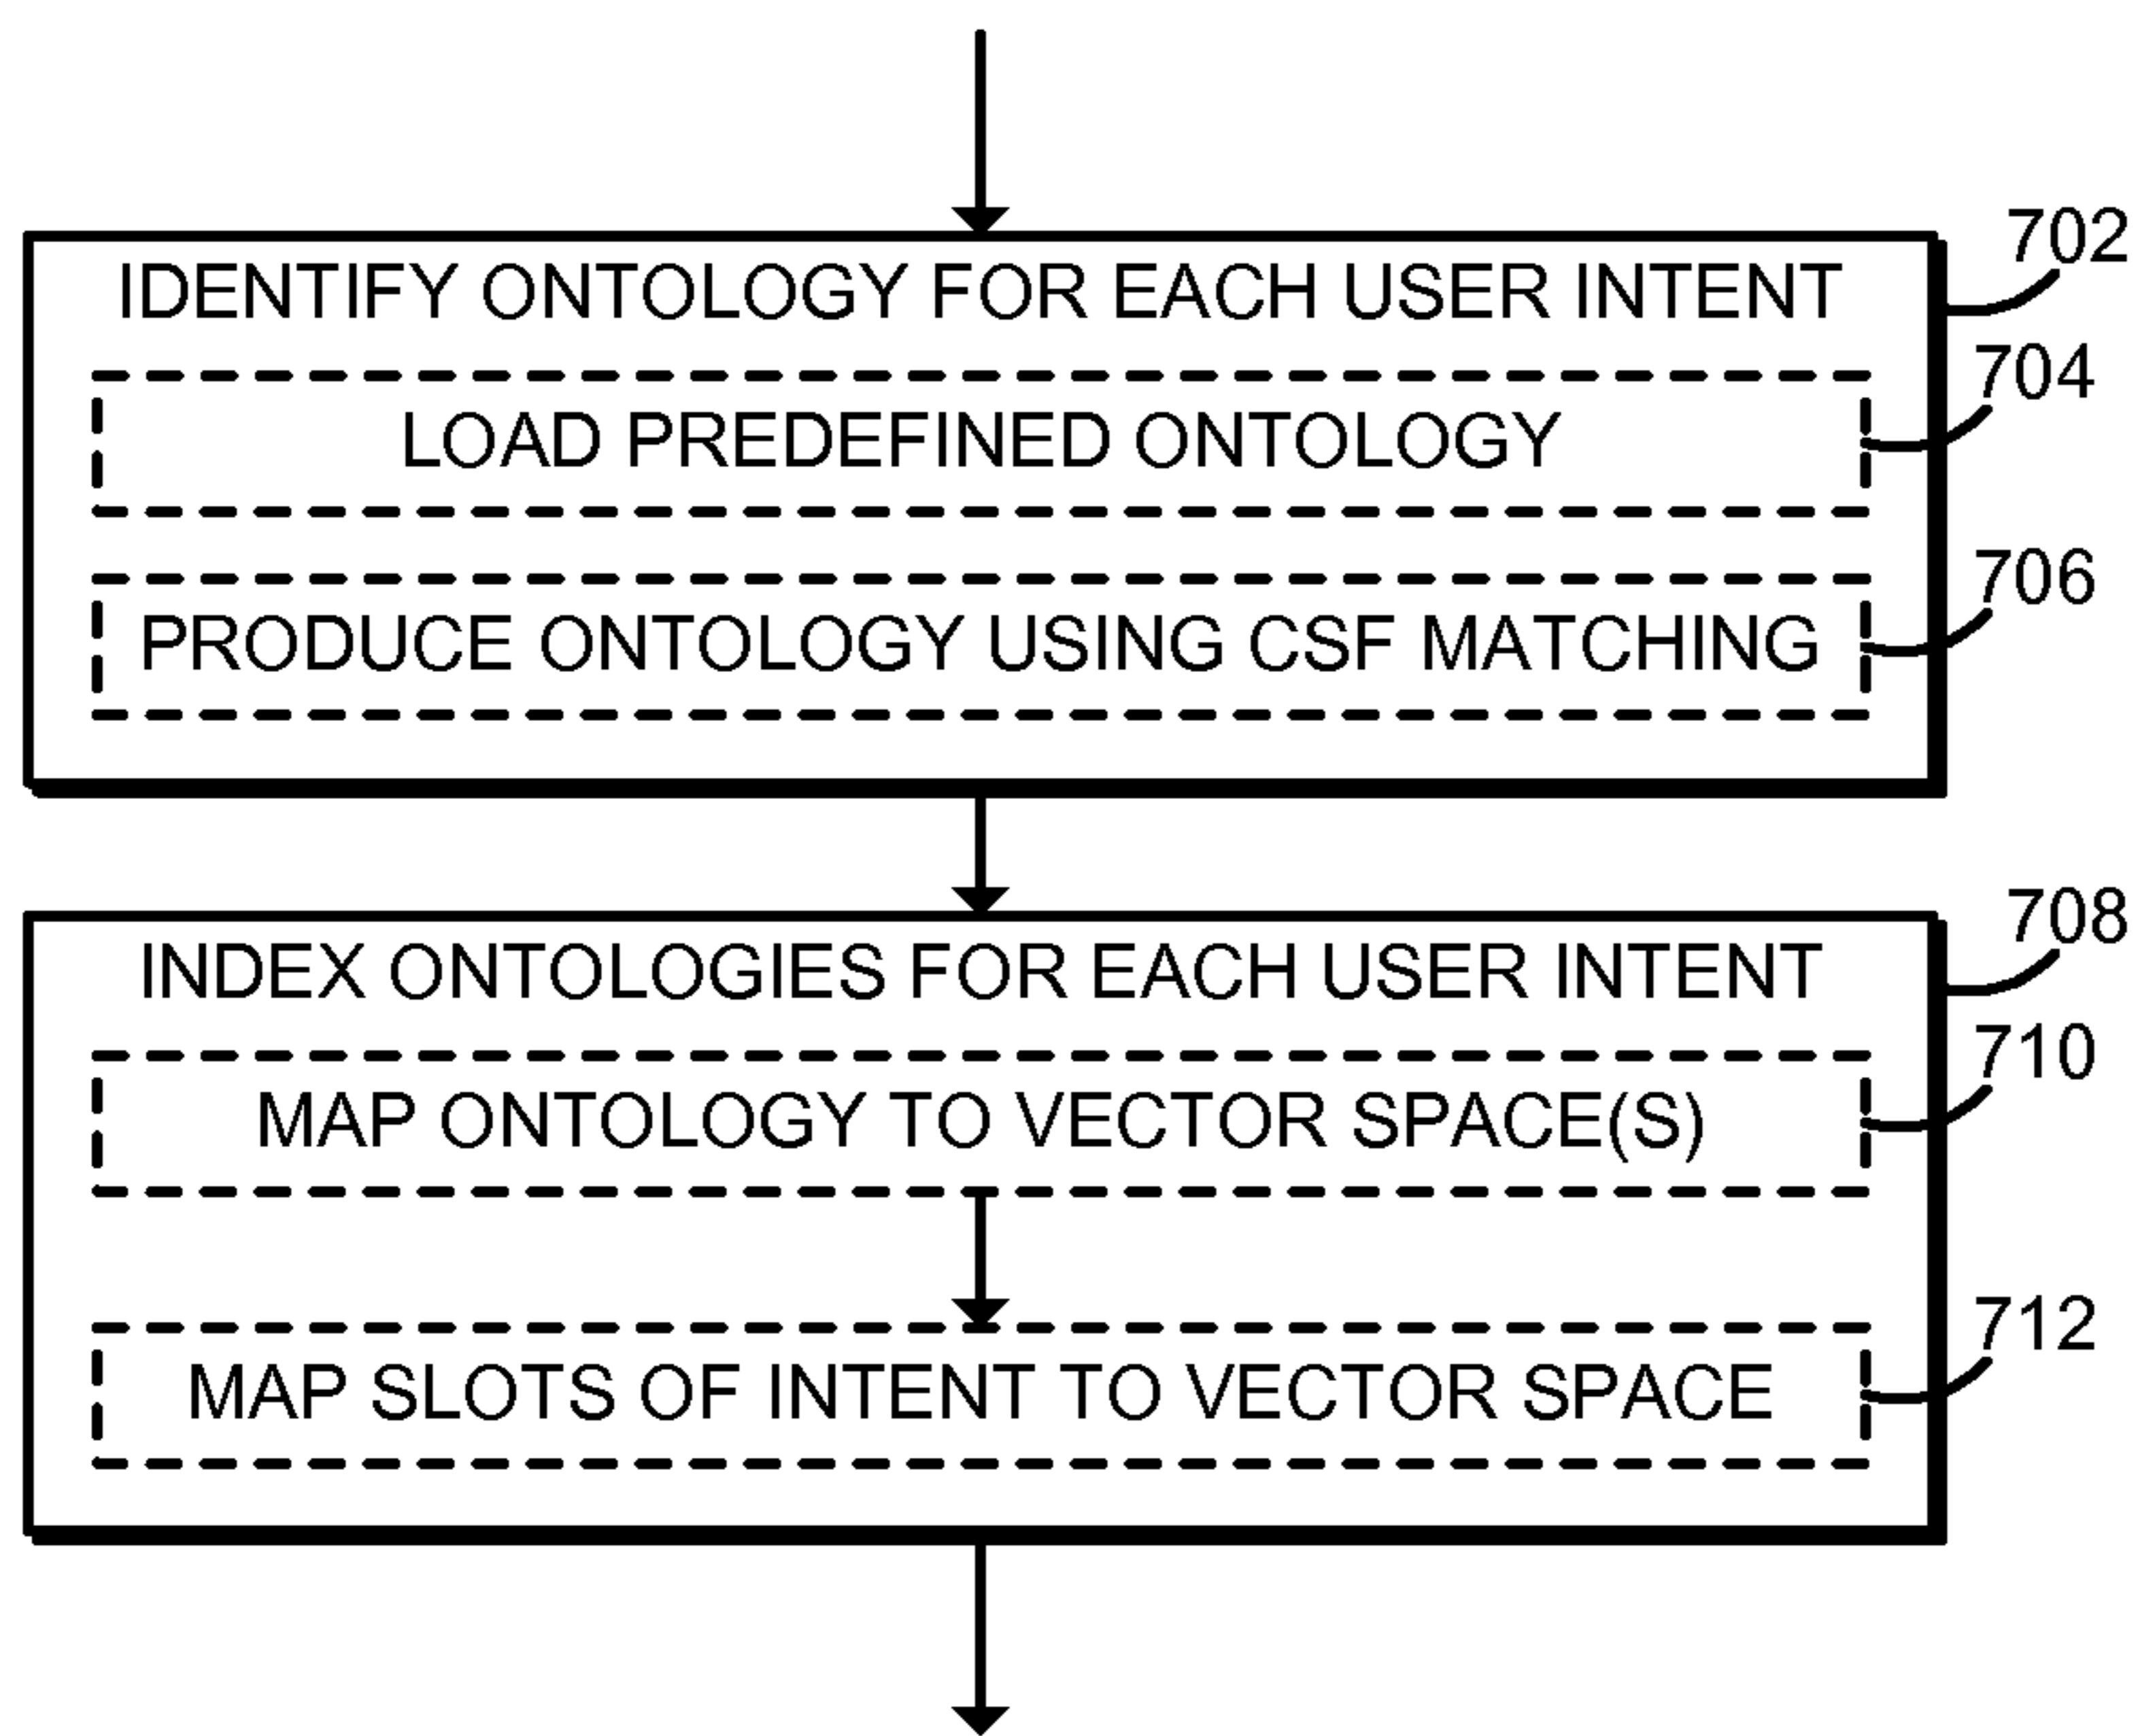 702
IDENTIFY ONTOLOGY FOR EACH USER INTENT
704
LOAD PREDEFINED ONTOLOGY
706
PRODUCE ONTOLOGY USING CSF MATCHING
708
INDEX ONTOLOGIES FOR EACH USER INTENT
710
MAP ONTOLOGY TO VECTOR SPACE(S)
712
MAP SLOTS OF INTENT TO VECTOR SPACE